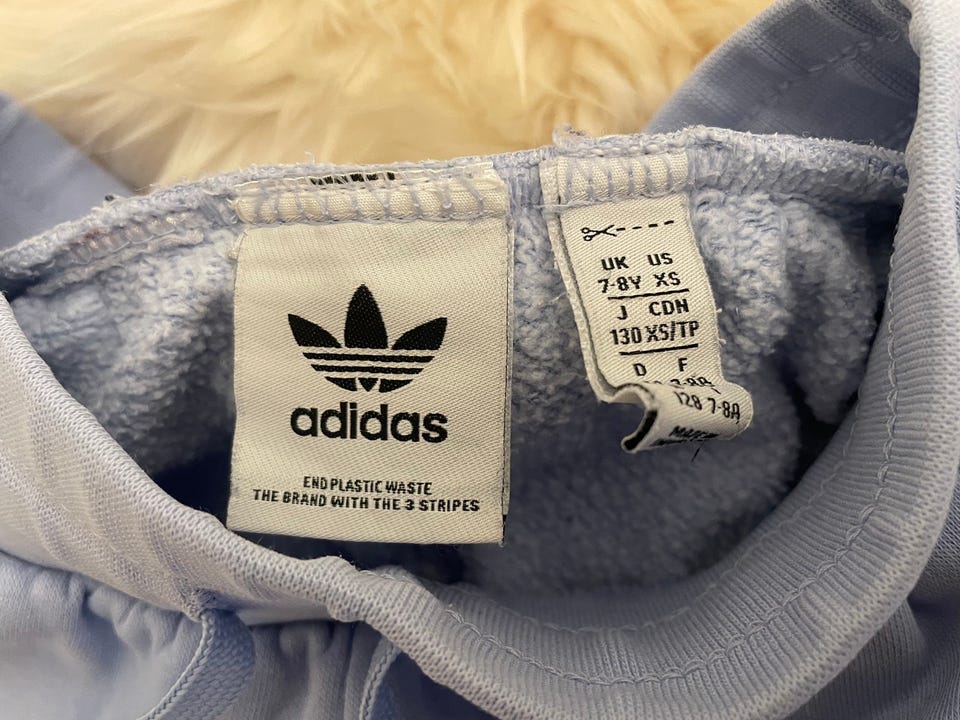 adidas
END PLASTIC WASTE
THE BRAND WITH THE 3 STRIPES
UK US
7-8Y XS
J CDN
130 XS/TP
D F
128 7-8A